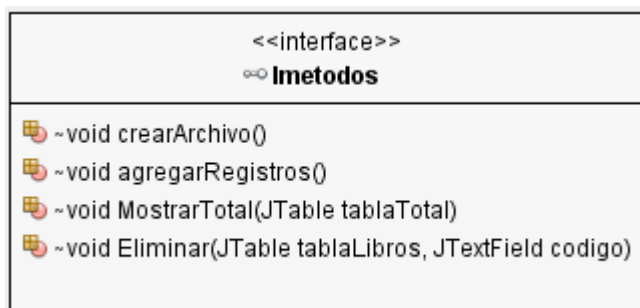 <<interface>>
Imetodos
~void crearArchivo()
~void agregarRegistros()
~void MostrarTotal(JTable tablaTotal)
~void Eliminar(JTable tablaLibros, JTextField codigo)